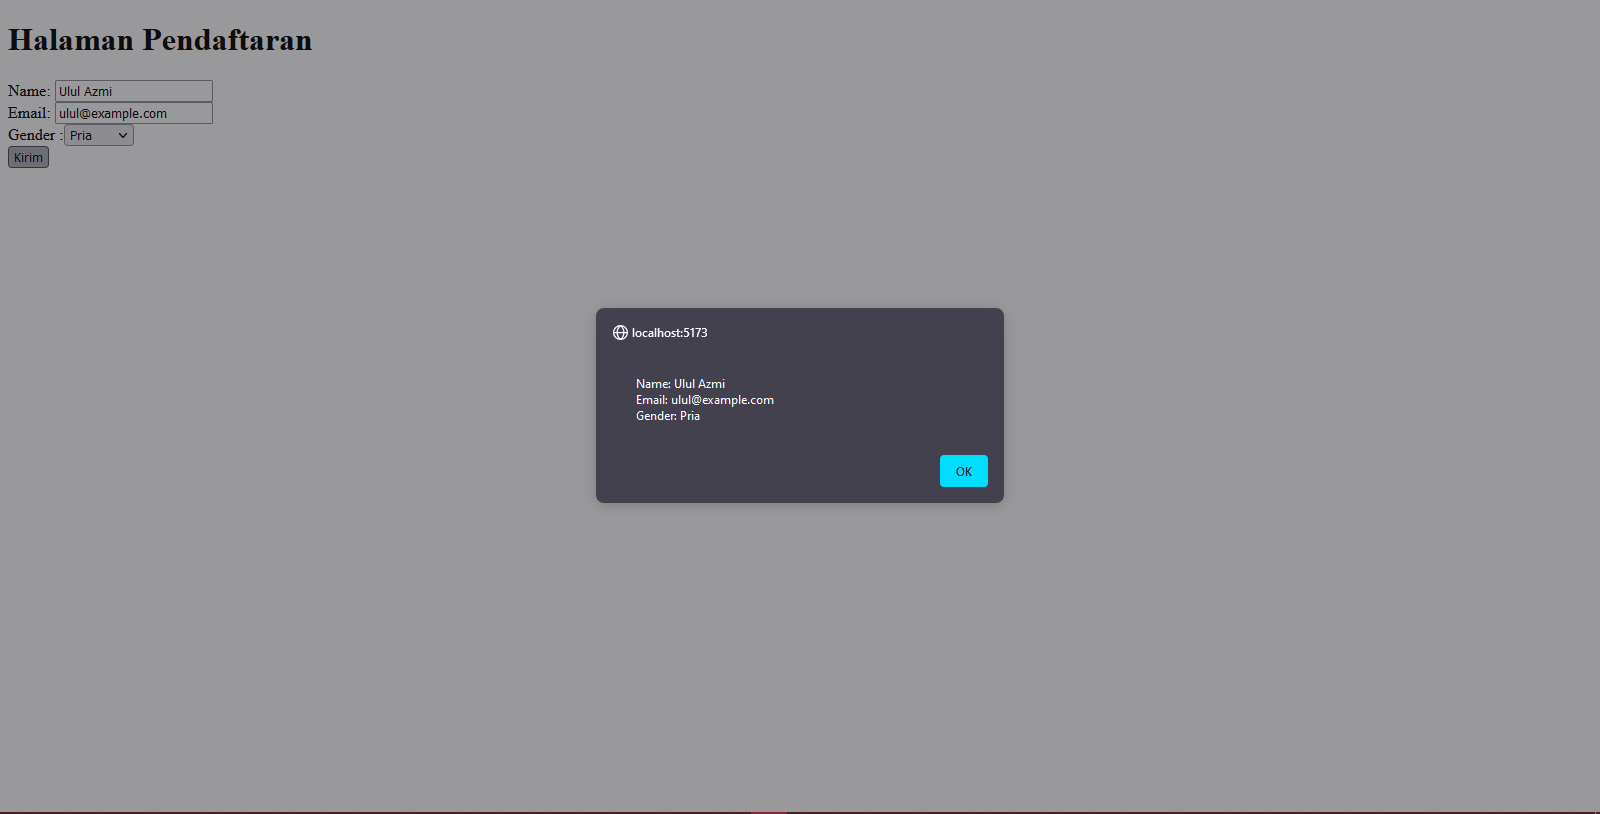 Halaman Pendaftaran
Name: Ulul Azmi
Email: ulul@example.com
Gender : Pria
Kirim
localhost:5173
Name: Ulul Azmi
Email: ulul@example.com
Gender: Pria
OK